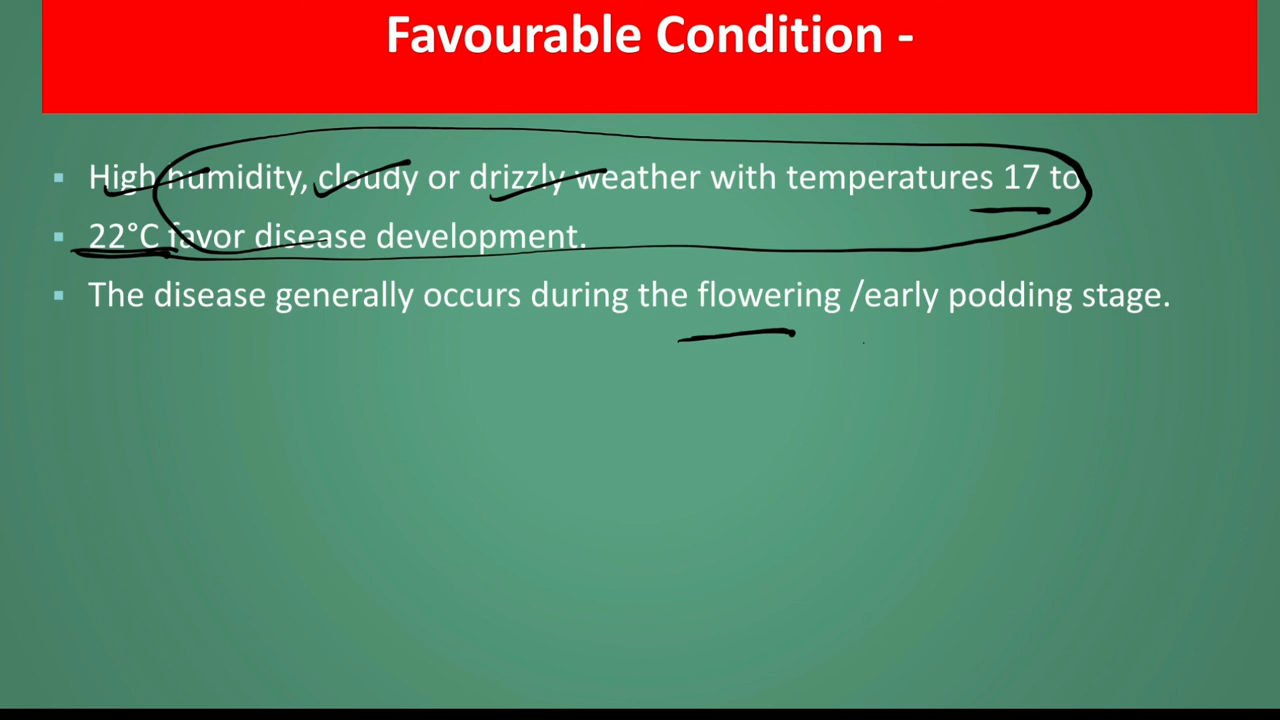 Favourable Condition -
▪ High humidity, cloudy or drizzly weather with temperatures 17 to
▪ 22°C favor disease development.
▪ The disease generally occurs during the flowering /early podding stage.